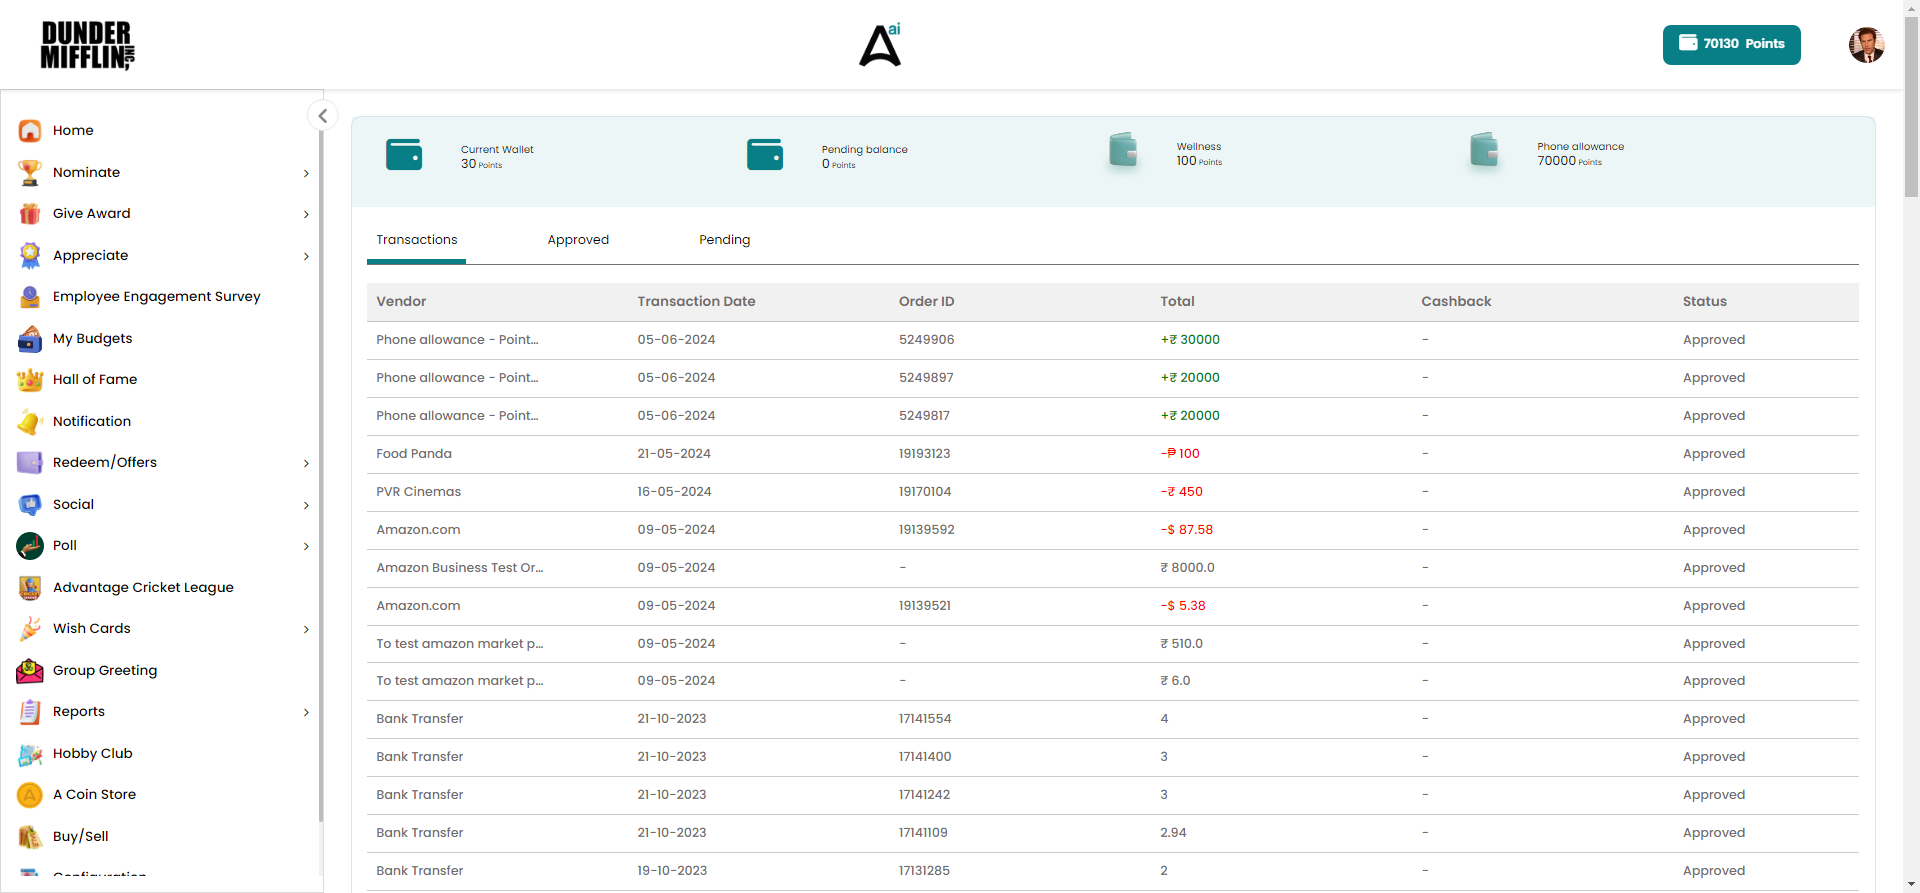 DUNDER
MIFFLIN, INC
ai
70130 Points
Home
Nominate
Give Award
Appreciate
Employee Engagement Survey
My Budgets
Hall of Fame
Notification
Redeem/Offers
Social
Poll
Advantage Cricket League
Wish Cards
Group Greeting
Reports
Hobby Club
A Coin Store
Buy/Sell
Configuration
Current Wallet
30 Points
Pending balance
0 Points
Wellness
100 Points
Phone allowance
70000 Points
Transactions Approved Pending
Vendor Transaction Date Order ID Total Cashback Status
Phone allowance - Point... 05-06-2024 5249906 +₹ 30000 - Approved
Phone allowance - Point... 05-06-2024 5249897 +₹ 20000 - Approved
Phone allowance - Point... 05-06-2024 5249817 +₹ 20000 - Approved
Food Panda 21-05-2024 19193123 -₱ 100 - Approved
PVR Cinemas 16-05-2024 19170104 -₹ 450 - Approved
Amazon.com 09-05-2024 19139592 -$ 87.58 - Approved
Amazon Business Test Or... 09-05-2024 - ₹ 8000.0 - Approved
Amazon.com 09-05-2024 19139521 -$ 5.38 - Approved
To test amazon market p... 09-05-2024 - ₹ 510.0 - Approved
To test amazon market p... 09-05-2024 - ₹ 6.0 - Approved
Bank Transfer 21-10-2023 17141554 4 - Approved
Bank Transfer 21-10-2023 17141400 3 - Approved
Bank Transfer 21-10-2023 17141242 3 - Approved
Bank Transfer 21-10-2023 17141109 2.94 - Approved
Bank Transfer 19-10-2023 17131285 2 - Approved